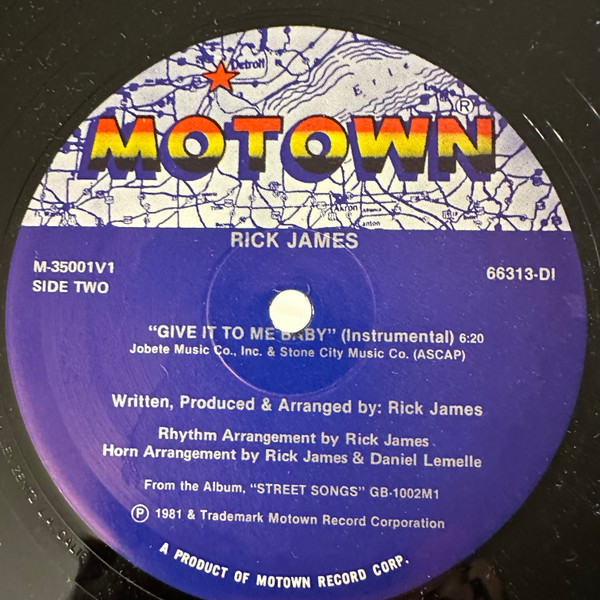 Detroit
Erie
MOTOWN®
Akron
Canton
RICK JAMES
M-35001V1
66313-DI
SIDE TWO
"GIVE IT TO ME BABY" (Instrumental) 6:20
Jobete Music Co., Inc. & Stone City Music Co. (ASCAP)
Written, Produced & Arranged by: Rick James
Rhythm Arrangement by Rick James
Horn Arrangement by Rick James & Daniel Lemelle
From the Album, "STREET SONGS" GB-1002M1
℗ 1981 & Trademark Motown Record Corporation
A PRODUCT OF MOTOWN RECORD CORP.